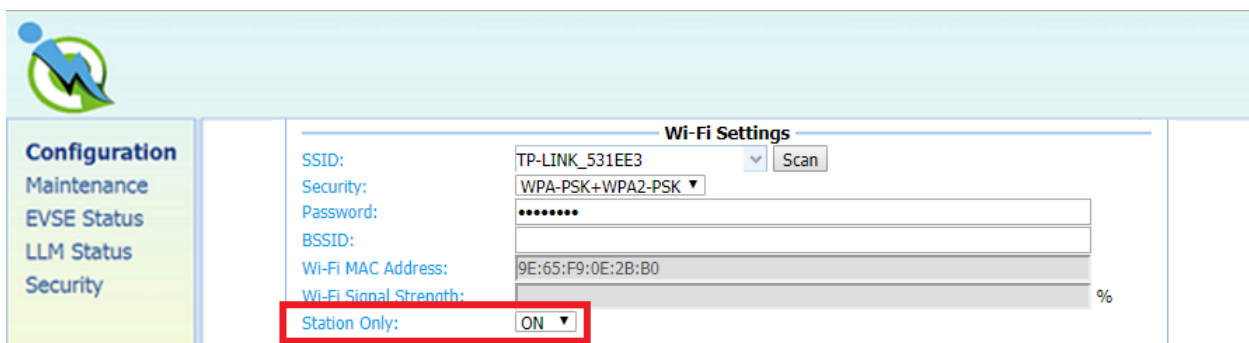 Configuration
Maintenance
EVSE Status
LLM Status
Security
Wi-Fi Settings
SSID: TP-LINK_531EE3 Scan
Security: WPA-PSK+WPA2-PSK
Password: ••••••••
BSSID:
Wi-Fi MAC Address: 9E:65:F9:0E:2B:B0
Wi-Fi Signal Strength: %
Station Only: ON